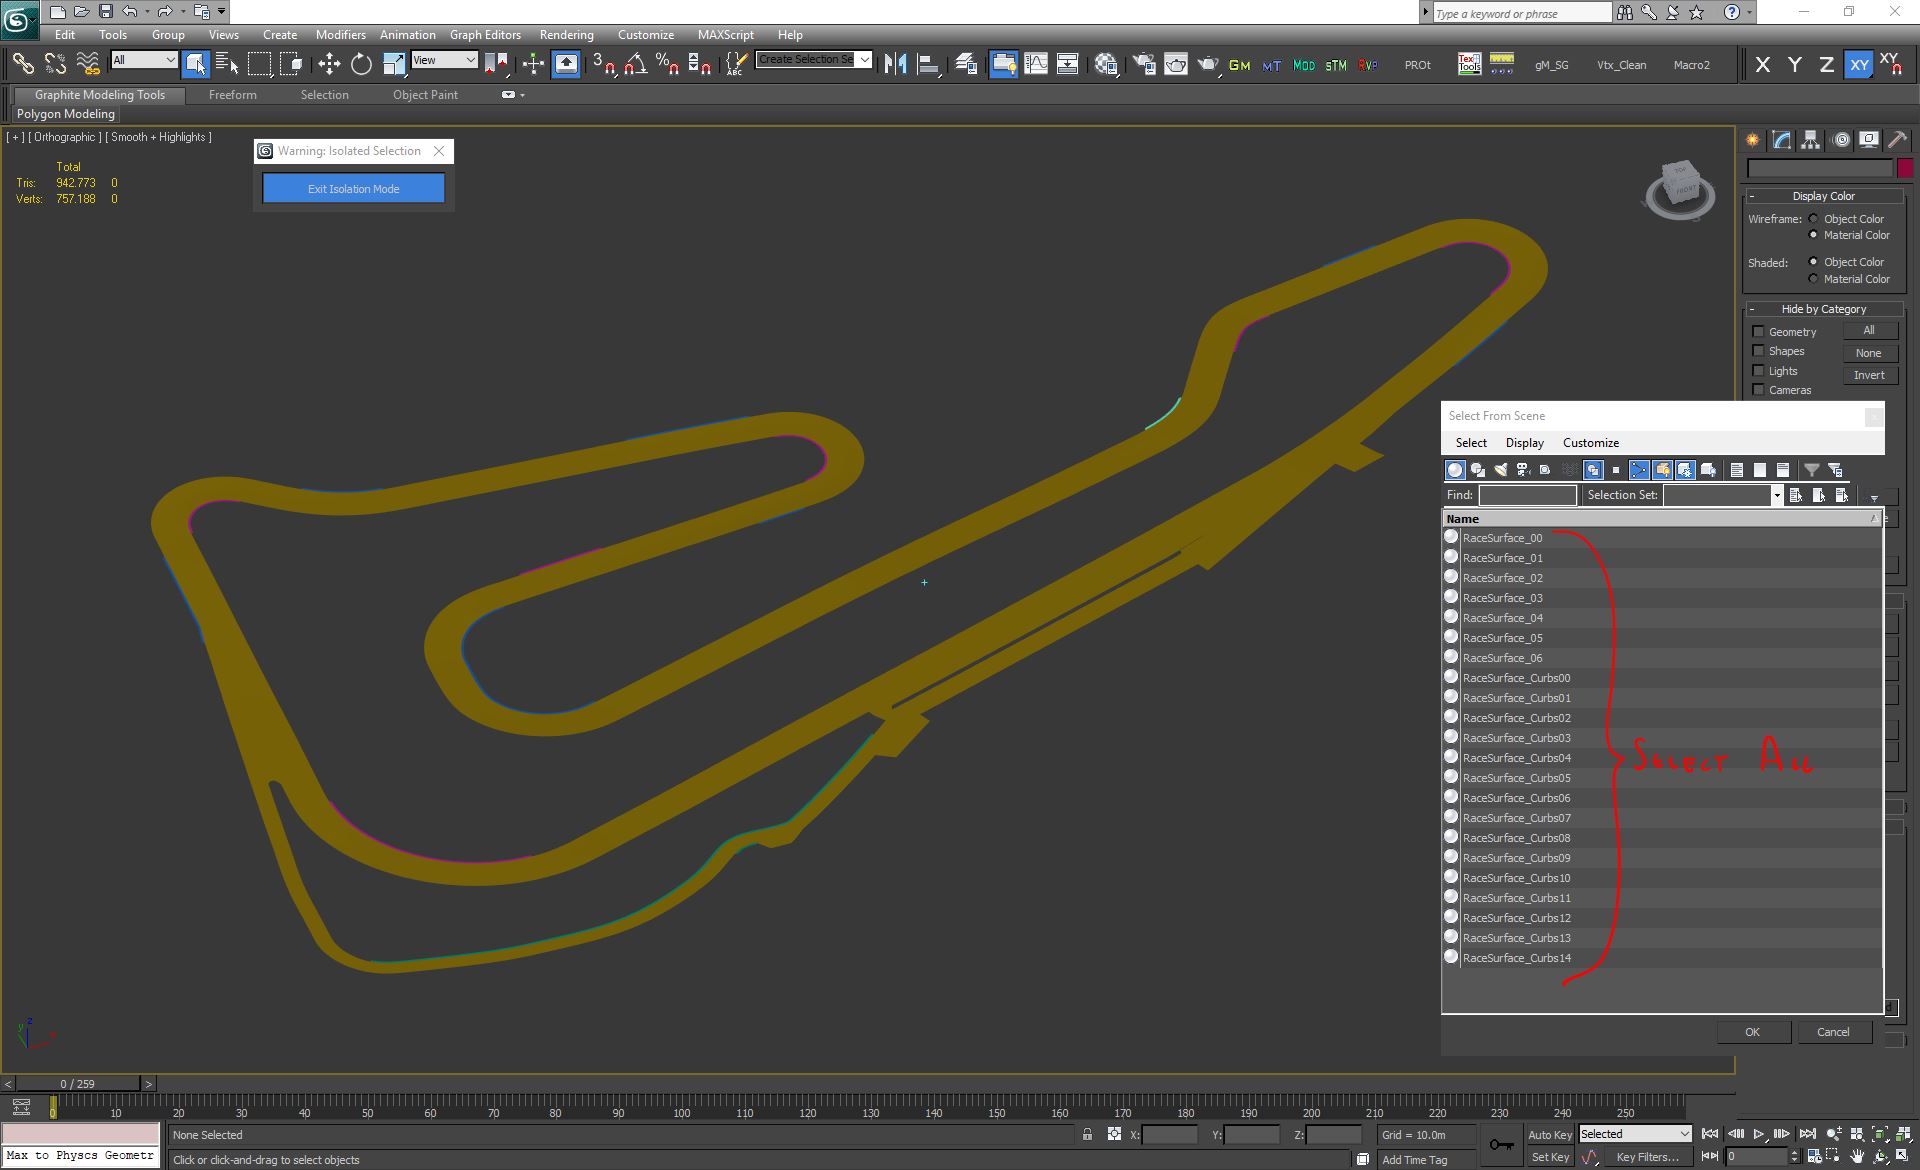 Type a keyword or phrase
Edit Tools Group Views Create Modifiers Animation Graph Editors Rendering Customize MAXScript Help
All View Create Selection Se GM MT MOD STM RVP PROt Tex Tools gM_SG Vtx_Clean Macro2 X Y Z XY XY
Graphite Modeling Tools Freeform Selection Object Paint
Polygon Modeling
[ + ] [ Orthographic ] [ Smooth + Highlights ]
Total
Tris: 942.773 0
Verts: 757.188 0
Warning: Isolated Selection
Exit Isolation Mode
TOP
FRONT
Display Color
Wireframe: Object Color
Material Color
Shaded: Object Color
Material Color
Hide by Category
Geometry All
Shapes None
Lights Invert
Cameras
Select From Scene
Select Display Customize
Find: Selection Set:
Name
RaceSurface_00
RaceSurface_01
RaceSurface_02
RaceSurface_03
RaceSurface_04
RaceSurface_05
RaceSurface_06
RaceSurface_Curbs00
RaceSurface_Curbs01
RaceSurface_Curbs02
RaceSurface_Curbs03
RaceSurface_Curbs04
RaceSurface_Curbs05
RaceSurface_Curbs06
RaceSurface_Curbs07
RaceSurface_Curbs08
RaceSurface_Curbs09
RaceSurface_Curbs10
RaceSurface_Curbs11
RaceSurface_Curbs12
RaceSurface_Curbs13
RaceSurface_Curbs14
SELECT ALL
OK Cancel
0 / 259
0 10 20 30 40 50 60 70 80 90 100 110 120 130 140 150 160 170 180 190 200 210 220 230 240 250
None Selected X: Y: Z: Grid = 10.0m Auto Key Selected
Max to Physcs Geometr Click or click-and-drag to select objects Add Time Tag Set Key Key Filters... 0